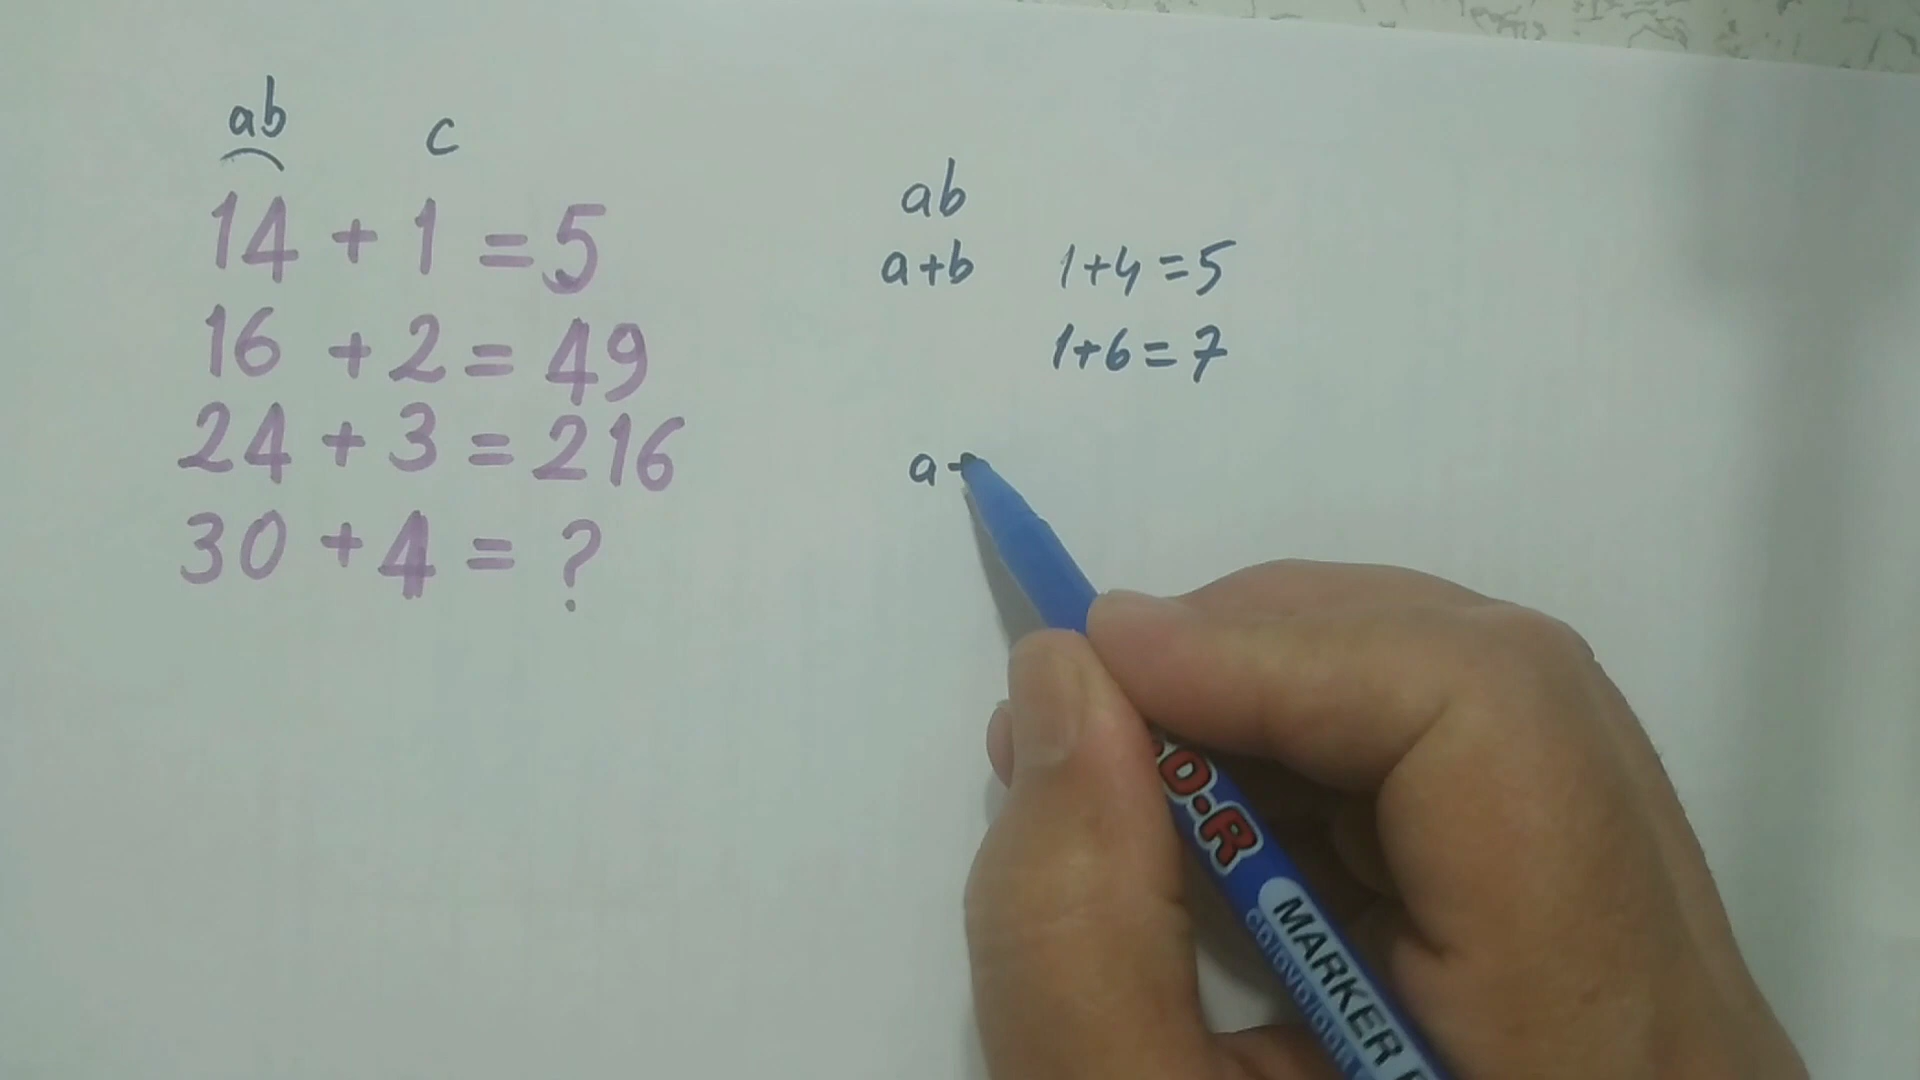 ab c
14 + 1 = 5
16 + 2 = 49
24 + 3 = 216
30 + 4 = ?
ab
a+b 1+4=5
1+6=7
a
MARKER